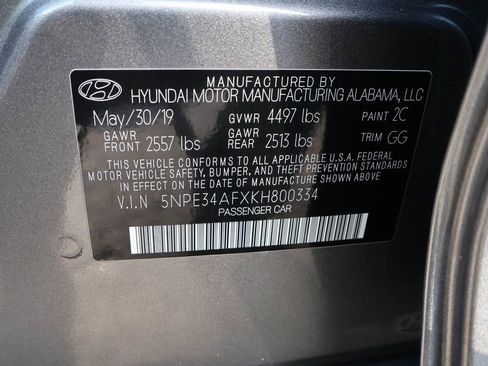 MANUFACTURED BY
HYUNDAI MOTOR MANUFACTURING ALABAMA, LLC
May/30/19 GVWR 4497 lbs PAINT 2C
GAWR FRONT 2557 lbs GAWR REAR 2513 lbs TRIM GG
THIS VEHICLE CONFORMS TO ALL APPLICABLE U.S.A. FEDERAL
MOTOR VEHICLE SAFETY, BUMPER, AND THEFT PREVENTION STANDARDS
IN EFFECT ON THE DATE OF MANUFACTURE SHOWN ABOVE.
V.I.N 5NPE34AFXKH800334
PASSENGER CAR